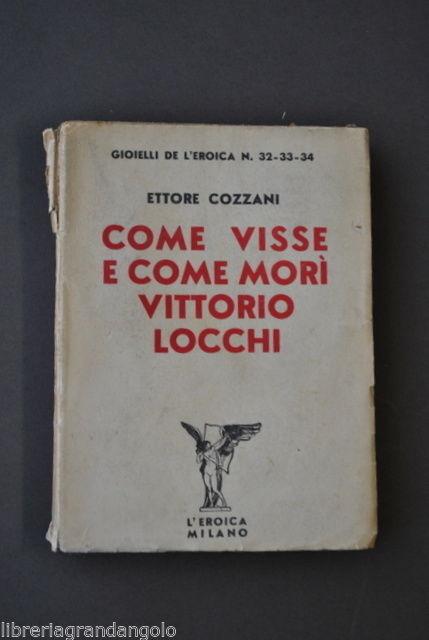 GIOIELLI DE L'EROICA N. 32-33-34
ETTORE COZZANI
COME VISSE
E COME MORÌ
VITTORIO
LOCCHI
L'EROICA
MILANO
libreriagrandangolo